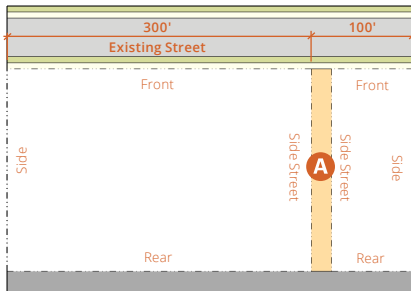 300'
100'
Existing Street
Front
Front
Side
Side Street
A
Side Street
Side
Rear
Rear